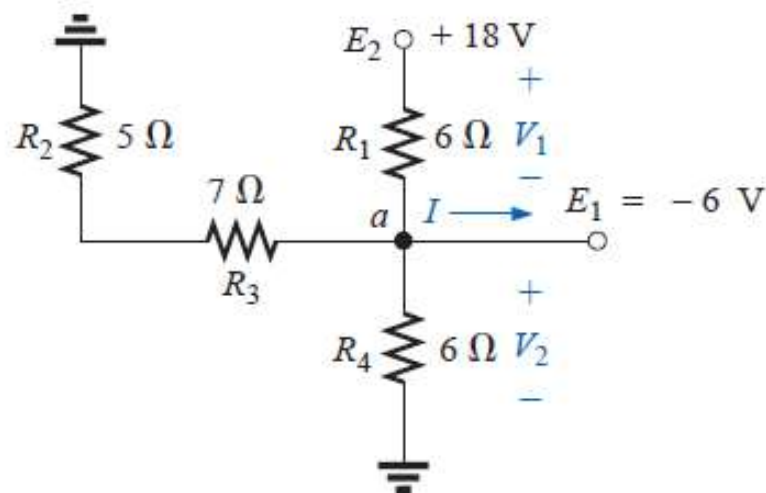 E₂ + 18 V
+
R₂ 5 Ω R₁ 6 Ω V₁
−
7 Ω a I E₁ = − 6 V
R₃ +
R₄ 6 Ω V₂
−